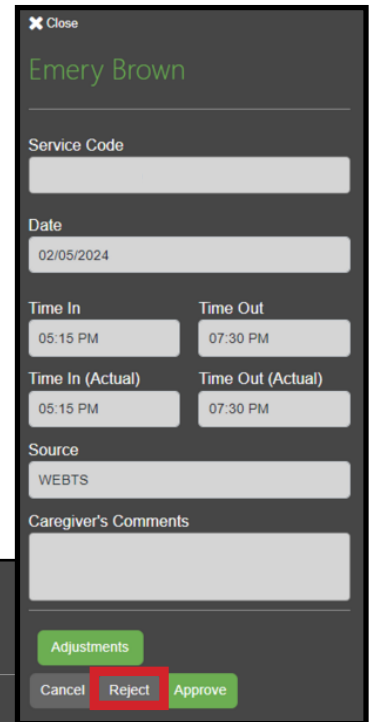 ✖ Close
Emery Brown
Service Code
Date
02/05/2024
Time In Time Out
05:15 PM 07:30 PM
Time In (Actual) Time Out (Actual)
05:15 PM 07:30 PM
Source
WEBTS
Caregiver's Comments
Adjustments
Cancel Reject Approve